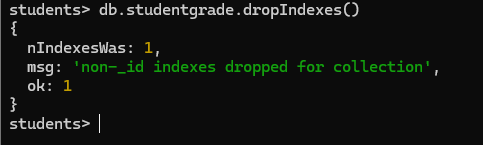 students> db.studentgrade.dropIndexes()
{
  nIndexesWas: 1,
  msg: 'non-_id indexes dropped for collection',
  ok: 1
}
students>